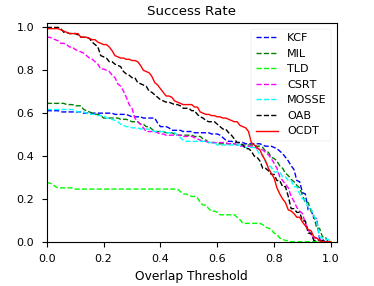 Success Rate
1.0
0.8
0.6
0.4
0.2
0.0
KCF
MIL
TLD
CSRT
MOSSE
OAB
OCDT
0.0 0.2 0.4 0.6 0.8 1.0
Overlap Threshold